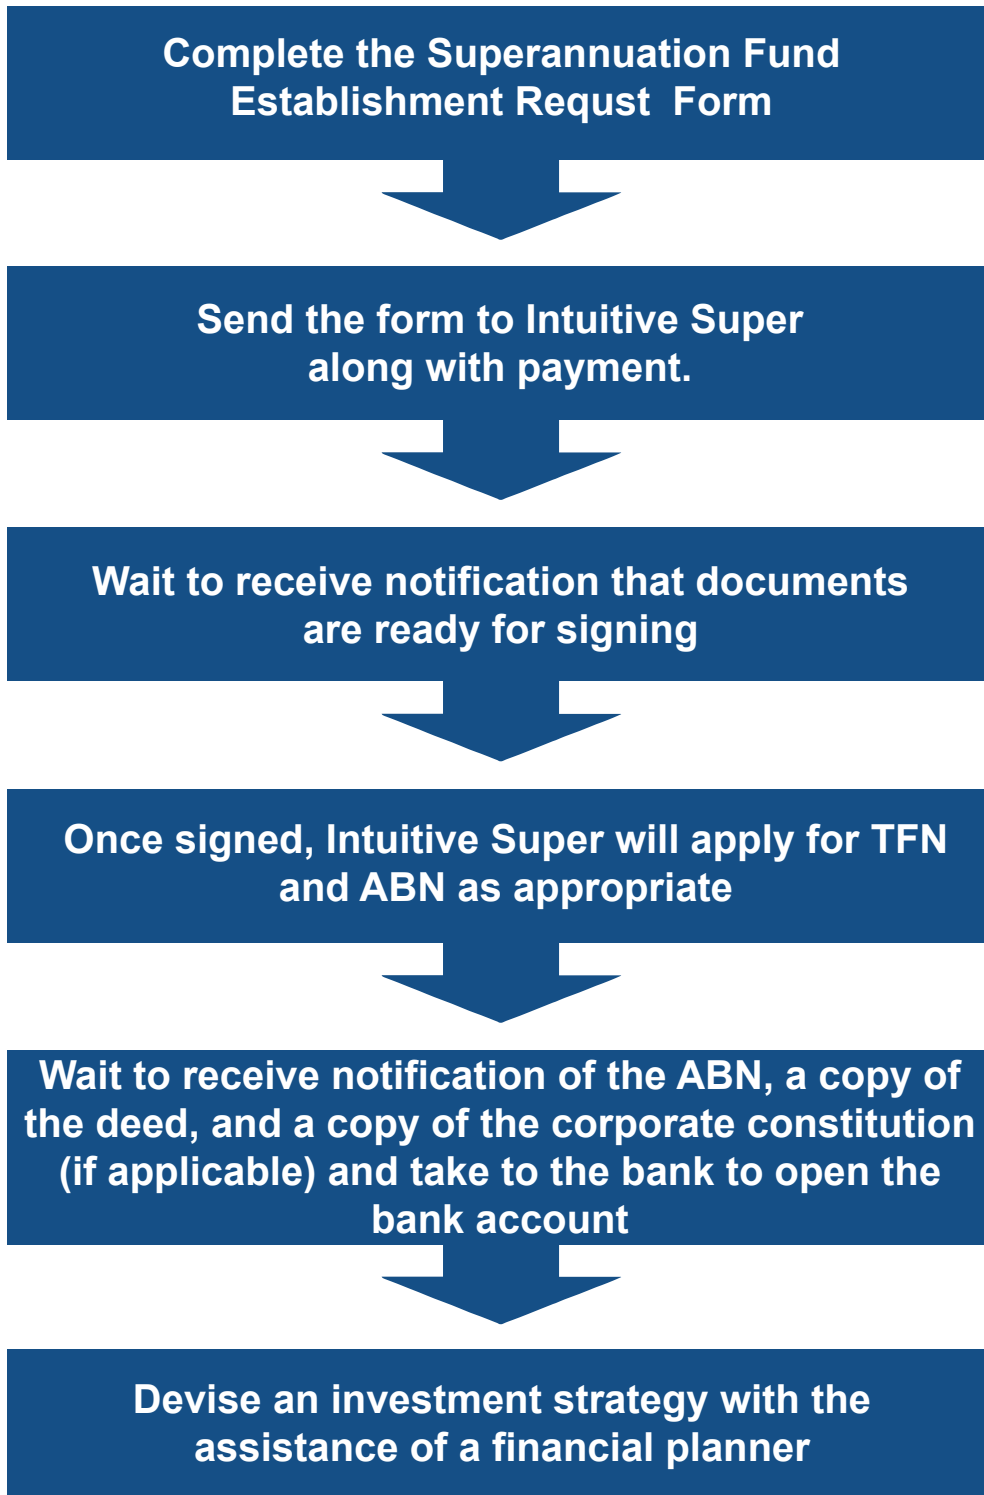 Complete the Superannuation Fund
Establishment Requst  Form
Send the form to Intuitive Super
along with payment.
Wait to receive notification that documents
are ready for signing
Once signed, Intuitive Super will apply for TFN
and ABN as appropriate
Wait to receive notification of the ABN, a copy of
the deed, and a copy of the corporate constitution
(if applicable) and take to the bank to open the
bank account
Devise an investment strategy with the
assistance of a financial planner